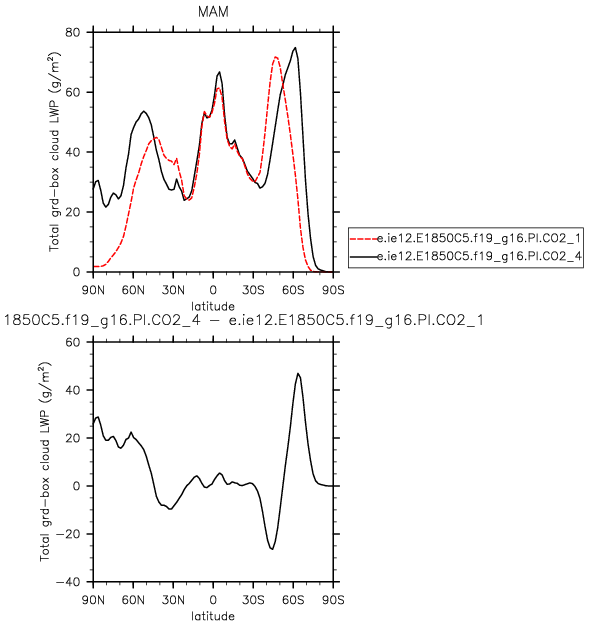 MAM
Total grd-box cloud LWP (g/m²)
80
60
40
20
0
90N 60N 30N 0 30S 60S 90S
latitude
e.ie12.E1850C5.f19_g16.PI.CO2_1
e.ie12.E1850C5.f19_g16.PI.CO2_4
1850C5.f19_g16.PI.CO2_4 - e.ie12.E1850C5.f19_g16.PI.CO2_1
Total grd-box cloud LWP (g/m²)
60
40
20
0
-20
-40
90N 60N 30N 0 30S 60S 90S
latitude